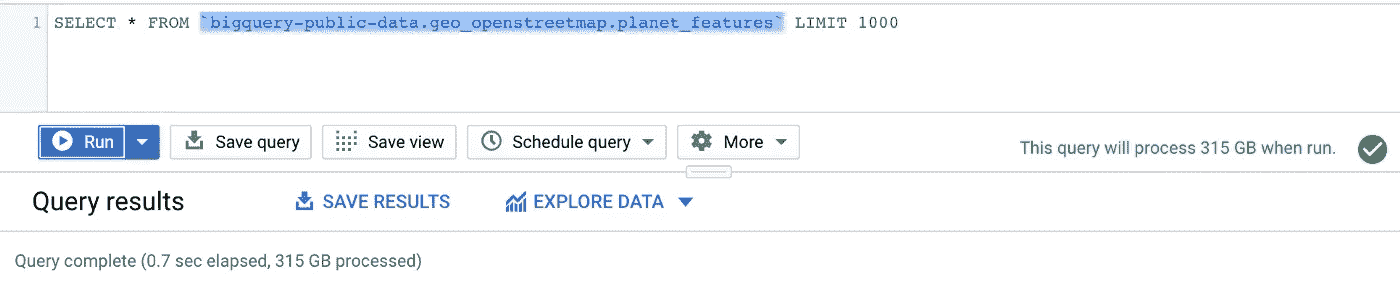 1 SELECT * FROM `bigquery-public-data.geo_openstreetmap.planet_features` LIMIT 1000
Run Save query Save view Schedule query More This query will process 315 GB when run.
Query results SAVE RESULTS EXPLORE DATA
Query complete (0.7 sec elapsed, 315 GB processed)